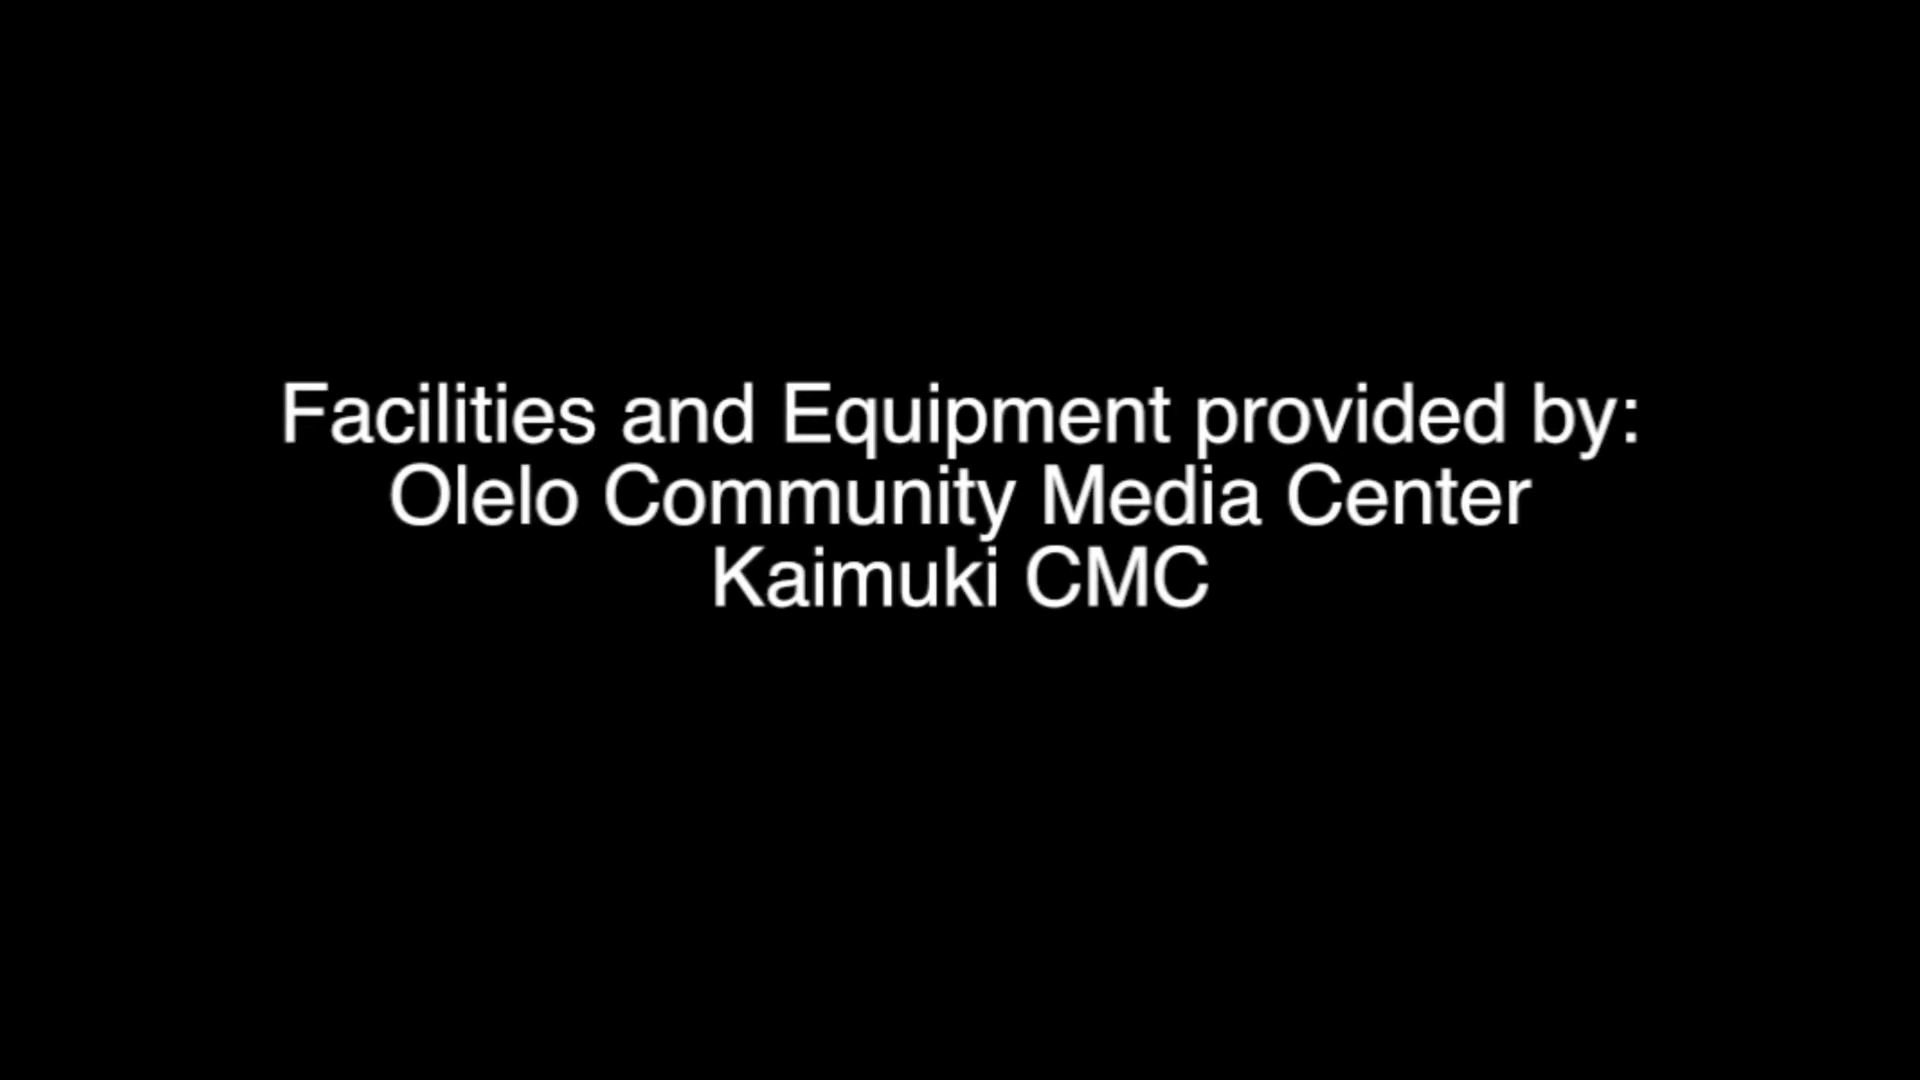 Facilities and Equipment provided by:
Olelo Community Media Center
Kaimuki CMC